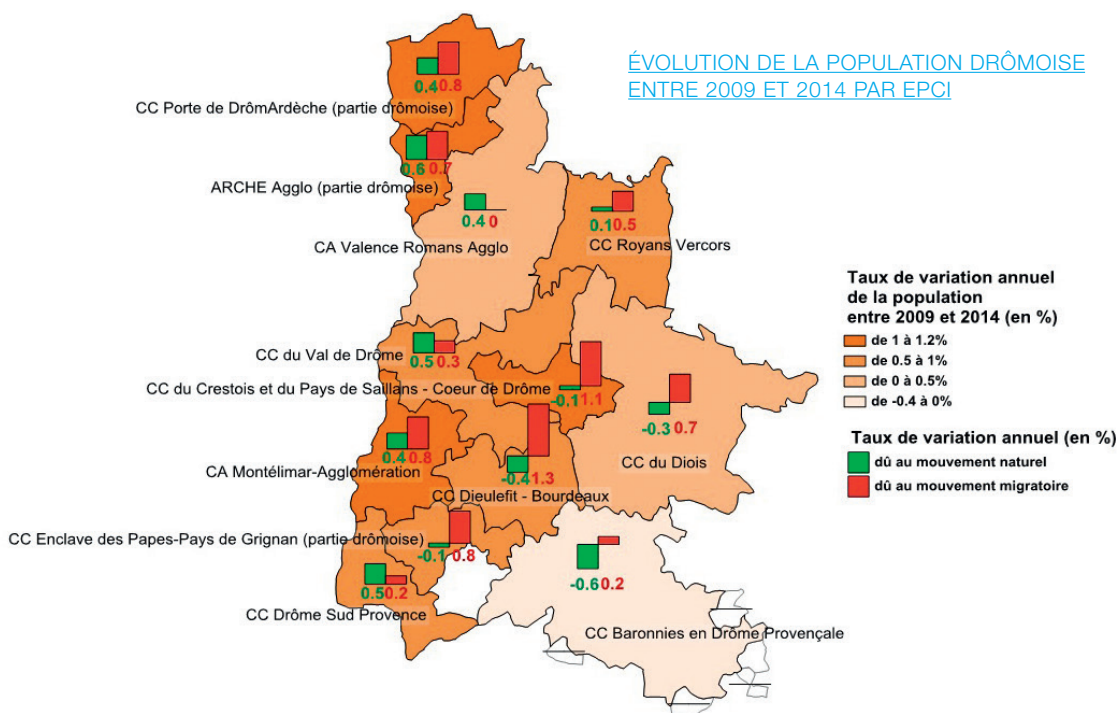 ÉVOLUTION DE LA POPULATION DRÔMOISE
ENTRE 2009 ET 2014 PAR EPCI
0.4 0.8
CC Porte de DrômArdèche (partie drômoise)
0.6 0.7
ARCHE Agglo (partie drômoise)
0.4 0
CA Valence Romans Agglo
0.1 0.5
CC Royans Vercors
0.5 0.3
CC du Val de Drôme
CC du Crestois et du Pays de Saillans - Coeur de Drôme
-0.1 1.1
-0.3 0.7
CC du Diois
0.4 0.8
CA Montélimar-Agglomération
-0.4 1.3
CC Dieulefit - Bourdeaux
CC Enclave des Papes-Pays de Grignan (partie drômoise)
-0.1 0.8
0.5 0.2
CC Drôme Sud Provence
-0.6 0.2
CC Baronnies en Drôme Provençale
Taux de variation annuel
de la population
entre 2009 et 2014 (en %)
de 1 à 1.2%
de 0.5 à 1%
de 0 à 0.5%
de -0.4 à 0%
Taux de variation annuel (en %)
dû au mouvement naturel
dû au mouvement migratoire